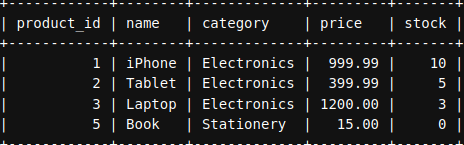 +------------+--------+-------------+---------+-------+
| product_id | name   | category    | price   | stock |
+------------+--------+-------------+---------+-------+
|          1 | iPhone | Electronics |  999.99 |    10 |
|          2 | Tablet | Electronics |  399.99 |     5 |
|          3 | Laptop | Electronics | 1200.00 |     3 |
|          5 | Book   | Stationery  |   15.00 |     0 |
+------------+--------+-------------+---------+-------+